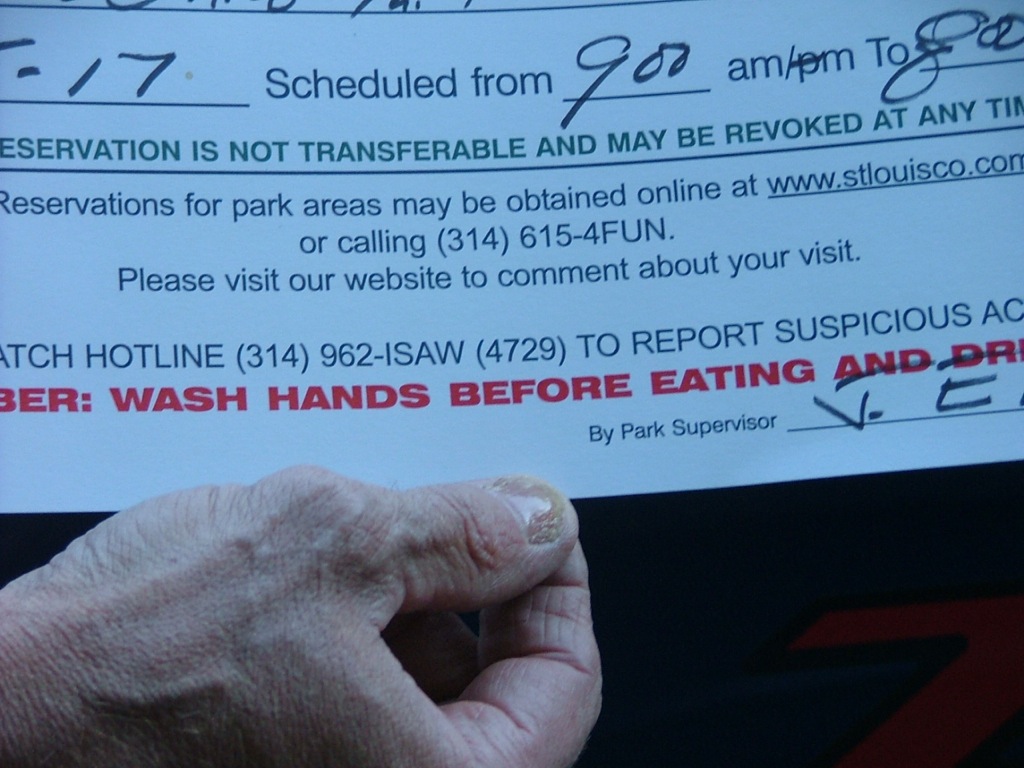 -17 Scheduled from 900 am/pm To 800
ESERVATION IS NOT TRANSFERABLE AND MAY BE REVOKED AT ANY TIM
Reservations for park areas may be obtained online at www.stlouisco.com
or calling (314) 615-4FUN.
Please visit our website to comment about your visit.
ATCH HOTLINE (314) 962-ISAW (4729) TO REPORT SUSPICIOUS AC
BER: WASH HANDS BEFORE EATING AND DRI
By Park Supervisor V. E